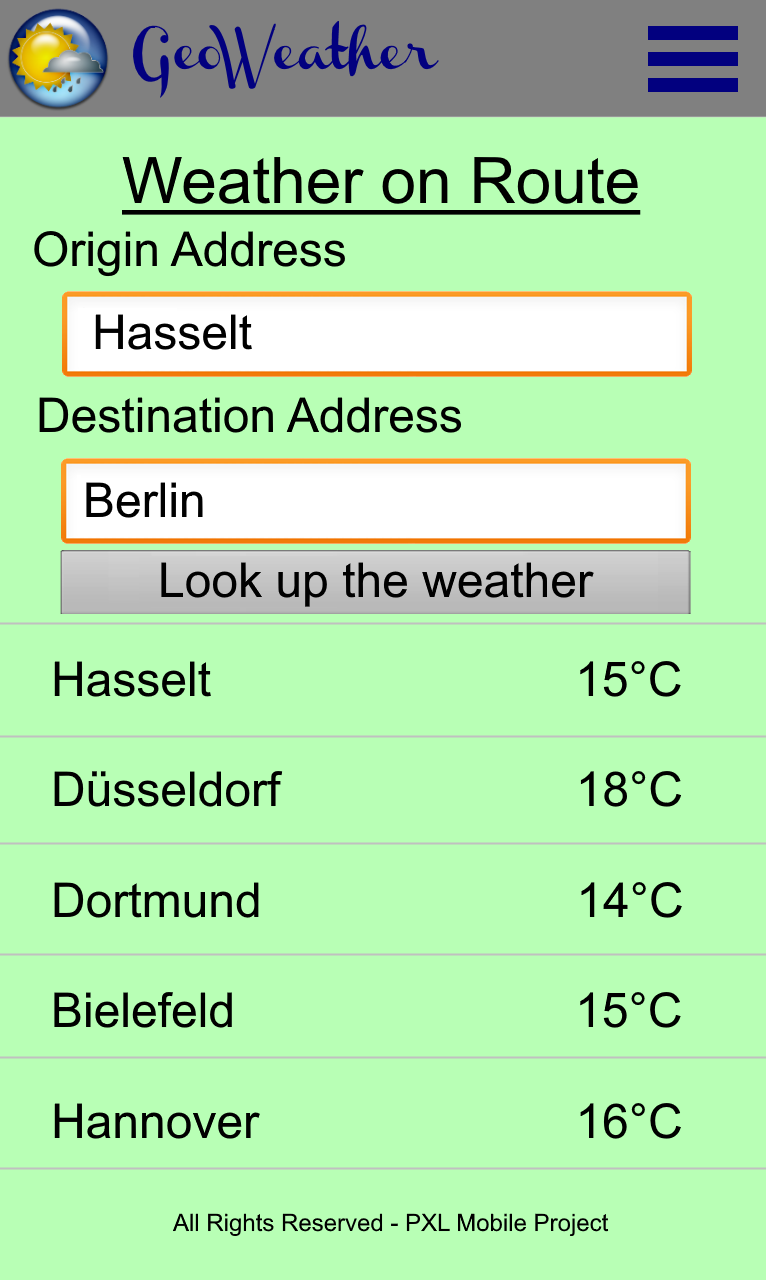 GeoWeather
Weather on Route
Origin Address
Hasselt
Destination Address
Berlin
Look up the weather
Hasselt 15°C
Düsseldorf 18°C
Dortmund 14°C
Bielefeld 15°C
Hannover 16°C
All Rights Reserved - PXL Mobile Project